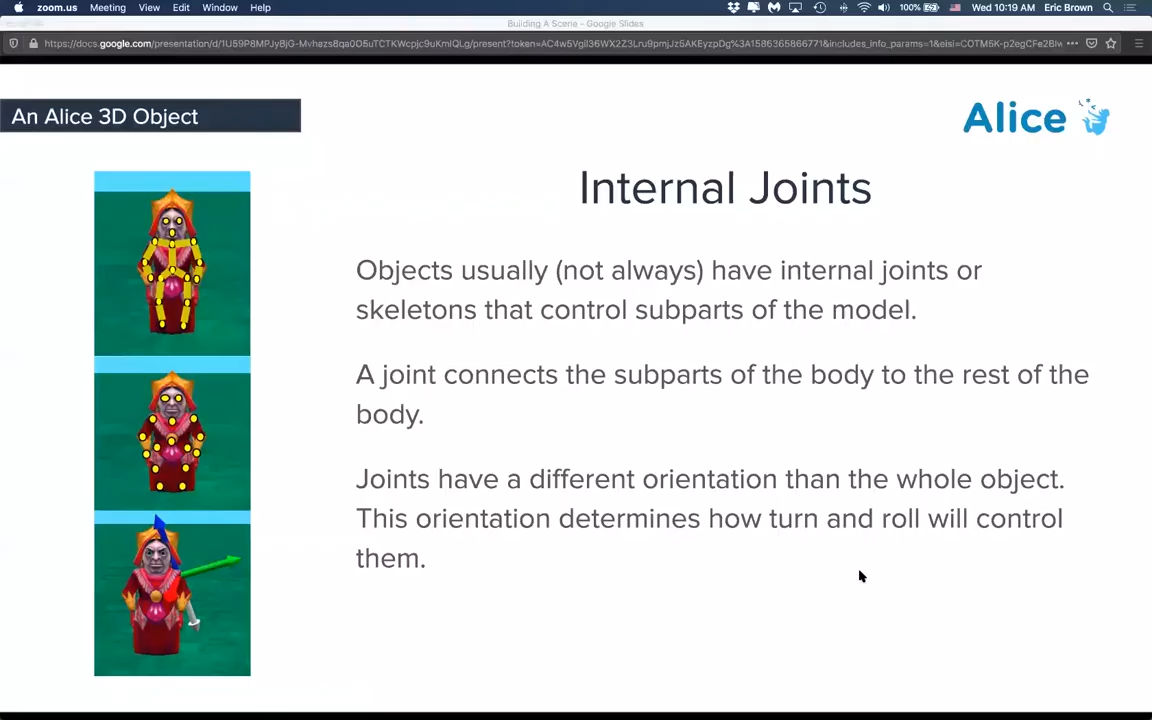 zoom.us Meeting View Edit Window Help 100% Wed 10:19 AM Eric Brown
Building A Scene - Google Slides
An Alice 3D Object
Alice
Internal Joints
Objects usually (not always) have internal joints or
skeletons that control subparts of the model.
A joint connects the subparts of the body to the rest of the
body.
Joints have a different orientation than the whole object.
This orientation determines how turn and roll will control
them.